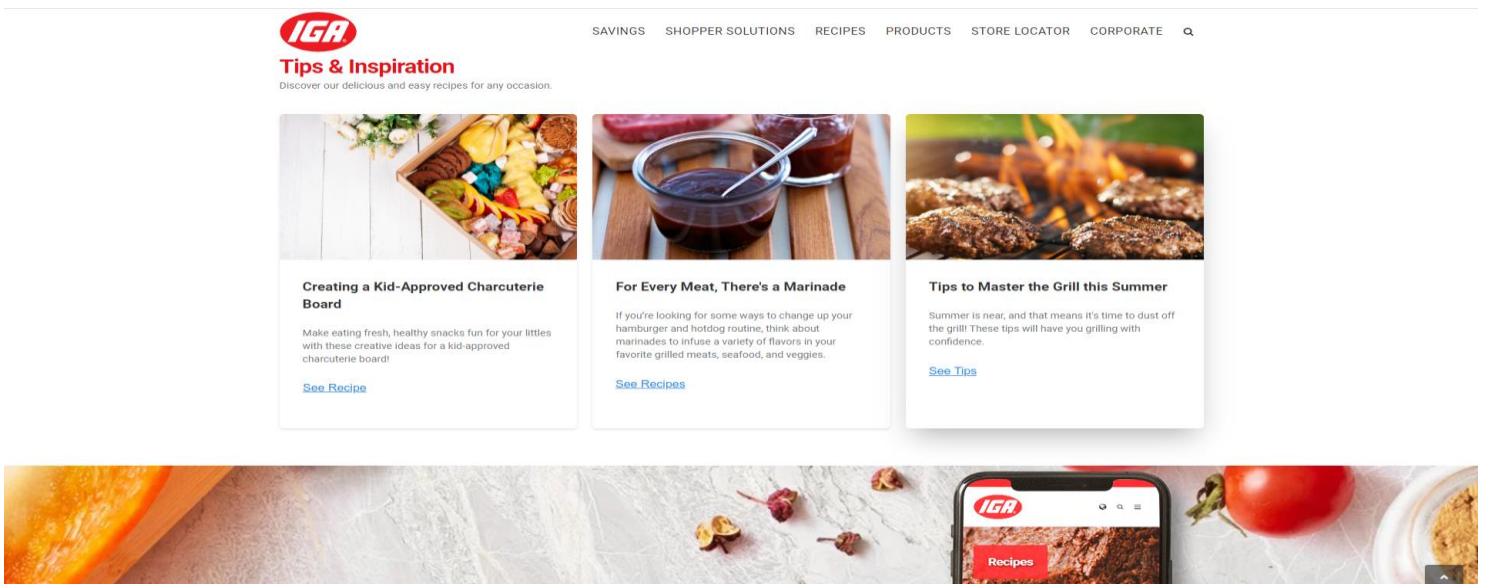 IGA
SAVINGS SHOPPER SOLUTIONS RECIPES PRODUCTS STORE LOCATOR CORPORATE
Tips & Inspiration
Discover our delicious and easy recipes for any occasion.
Creating a Kid-Approved Charcuterie
Board
Make eating fresh, healthy snacks fun for your littles
with these creative ideas for a kid-approved
charcuterie board!
See Recipe
For Every Meat, There's a Marinade
If you're looking for some ways to change up your
hamburger and hotdog routine, think about
marinades to infuse a variety of flavors in your
favorite grilled meats, seafood, and veggies.
See Recipes
Tips to Master the Grill this Summer
Summer is near, and that means it's time to dust off
the grill! These tips will have you grilling with
confidence.
See Tips
IGA
Recipes